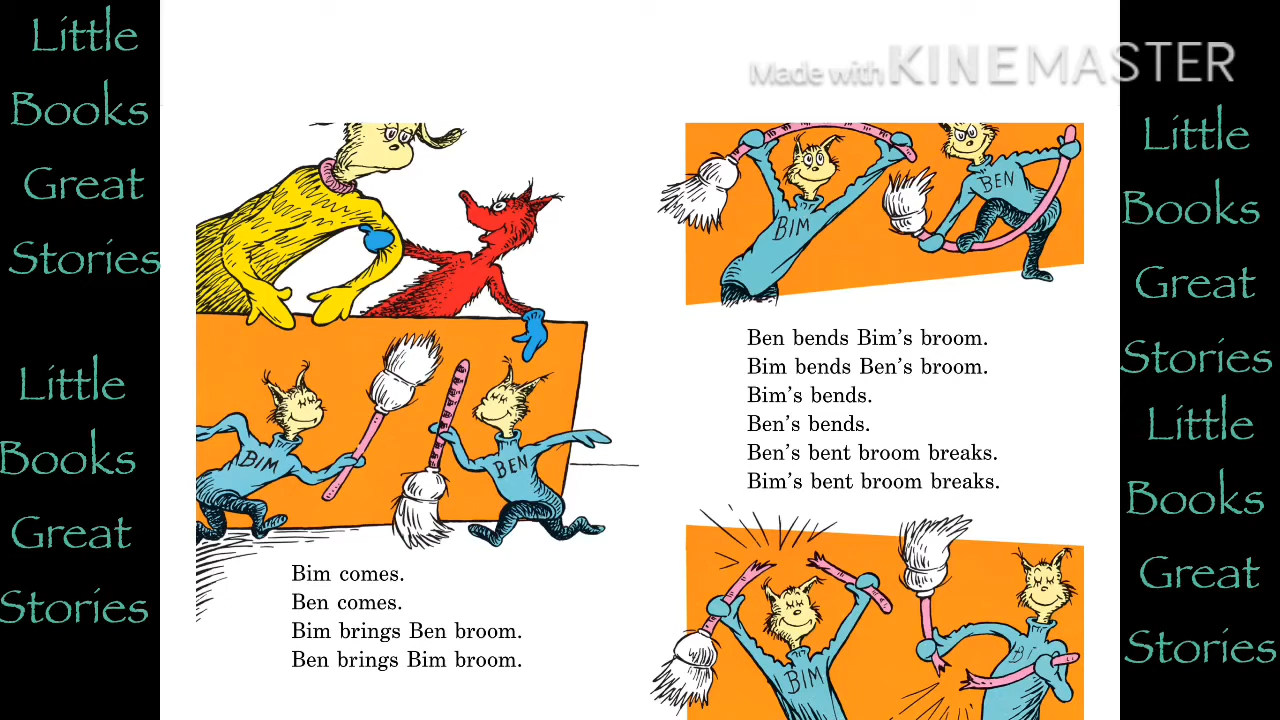 Little
Books
Great
Stories
Little
Books
Great
Stories
Made with KINEMASTER
BIM
BEN
Bim comes.
Ben comes.
Bim brings Ben broom.
Ben brings Bim broom.
BIM
BEN
Ben bends Bim’s broom.
Bim bends Ben’s broom.
Bim’s bends.
Ben’s bends.
Ben’s bent broom breaks.
Bim’s bent broom breaks.
BIM
Little
Books
Great
Stories
Little
Books
Great
Stories